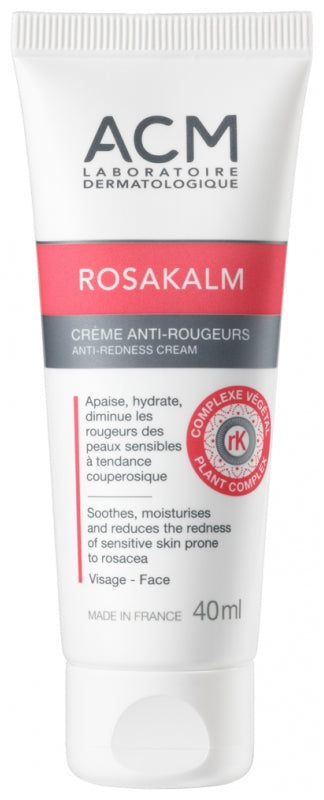 ACM
LABORATOIRE
DERMATOLOGIQUE
ROSAKALM
CRÈME ANTI-ROUGEURS
ANTI-REDNESS CREAM
Apaise, hydrate,
diminue les
rougeurs des
peaux sensibles
à tendance
couperosique
COMPLEXE VÉGÉTAL
rK
PLANT COMPLEX
Soothes, moisturises
and reduces the redness
of sensitive skin prone
to rosacea
Visage - Face
MADE IN FRANCE 40ml